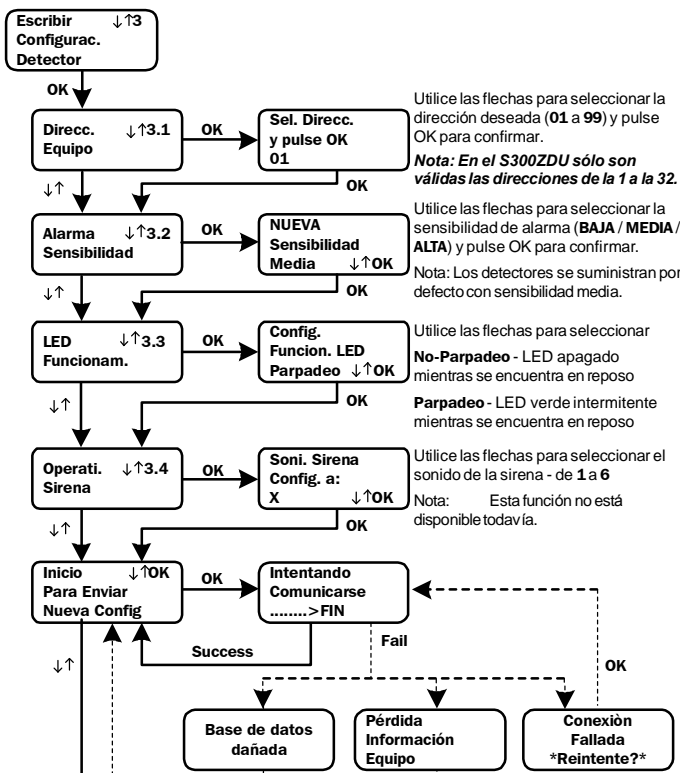 Escribir ↓↑3
Configurac.
Detector
OK
Direcc. ↓↑3.1
Equipo
OK
Sel. Direcc.
y pulse OK
01
Utilice las flechas para seleccionar la
dirección deseada (01 a 99) y pulse
OK para confirmar.
Nota: En el S300ZDU sólo son
válidas las direcciones de la 1 a la 32.
↓↑
OK
Alarma ↓↑3.2
Sensibilidad
OK
NUEVA
Sensibilidad
Media ↓↑OK
Utilice las flechas para seleccionar la
sensibilidad de alarma (BAJA / MEDIA /
ALTA) y pulse OK para confirmar.
Nota: Los detectores se suministran por
defecto con sensibilidad media.
↓↑
OK
LED ↓↑3.3
Funcionam.
OK
Config.
Funcion. LED
Parpadeo ↓↑OK
Utilice las flechas para seleccionar
No-Parpadeo - LED apagado
mientras se encuentra en reposo
Parpadeo - LED verde intermitente
mientras se encuentra en reposo
↓↑
OK
Operati. ↓↑3.4
Sirena
OK
Soni. Sirena
Config. a:
X ↓↑OK
Utilice las flechas para seleccionar el
sonido de la sirena - de 1 a 6
Nota: Esta función no está
disponible todavía.
↓↑
OK
Inicio ↓↑OK
Para Enviar
Nueva Config
OK
Intentando
Comunicarse
........>FIN
Success
Fail
↓↑
OK
Base de datos
dañada
Pérdida
Información
Equipo
Conexiòn
Fallada
*Reintente?*